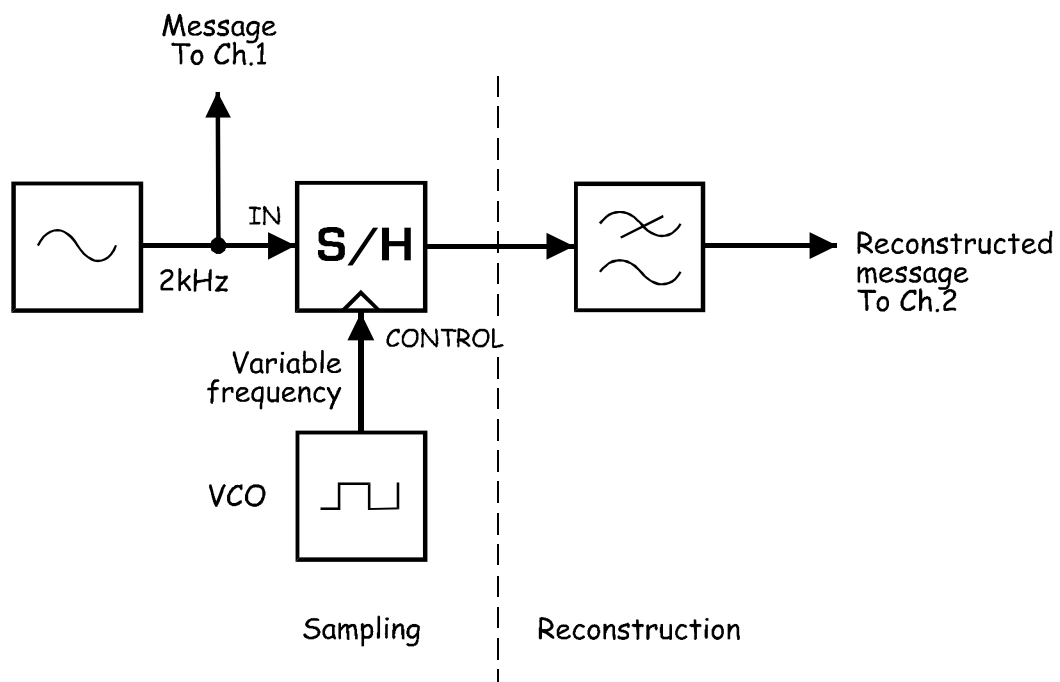 Message
To Ch.1
IN
S/H
2kHz
Reconstructed
message
To Ch.2
CONTROL
Variable
frequency
VCO
Sampling
Reconstruction